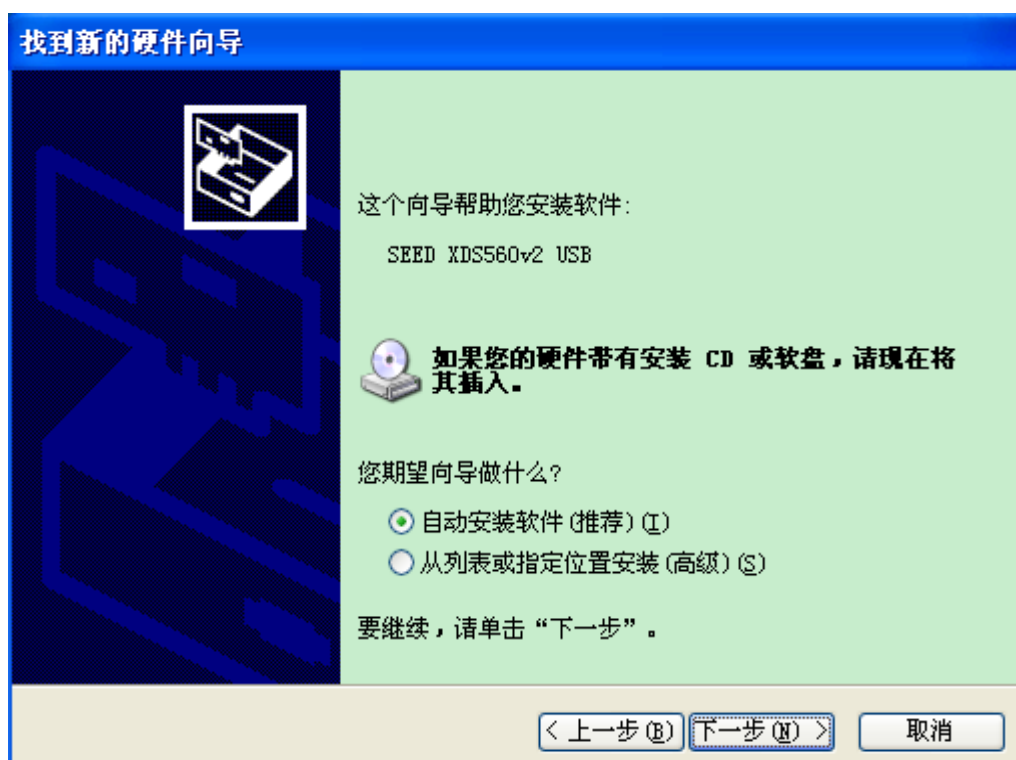 找到新的硬件向导
这个向导帮助您安装软件:
SEED XDS560v2 USB
如果您的硬件带有安装 CD 或软盘，请现在将
其插入。
您期望向导做什么?
自动安装软件(推荐)(I)
从列表或指定位置安装(高级)(S)
要继续，请单击“下一步”。
< 上一步(B) 下一步(N) > 取消